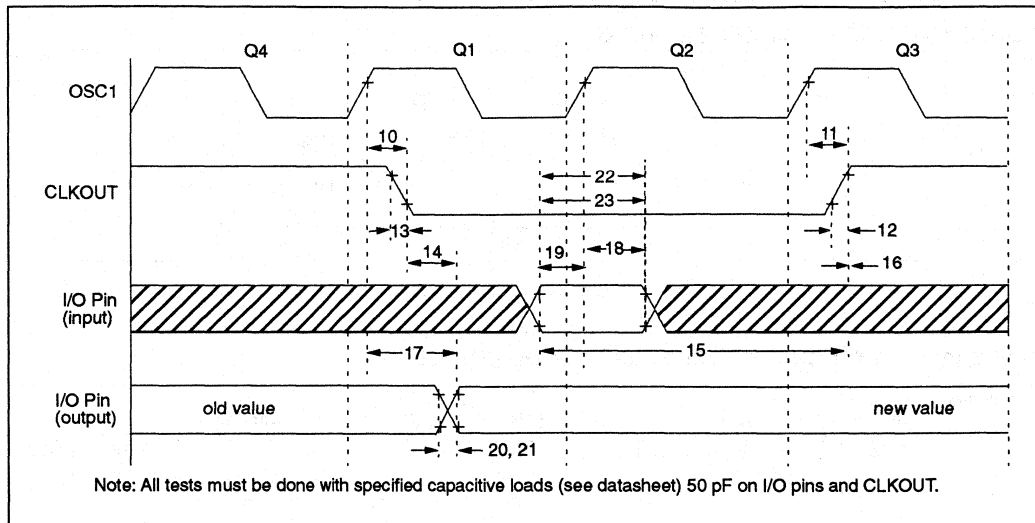 Q4 Q1 Q2 Q3
OSC1
10 11
CLKOUT
22
23
13 12
14 19 18 16
I/O Pin
(input)
17 15
I/O Pin
(output)
old value new value
20, 21
Note: All tests must be done with specified capacitive loads (see datasheet) 50 pF on I/O pins and CLKOUT.